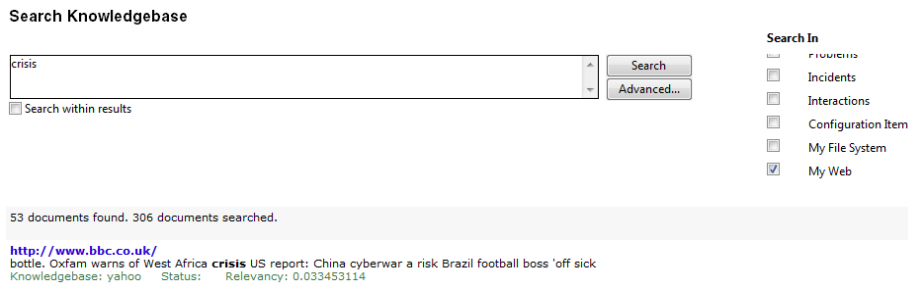 Search Knowledgebase
Search In
crisis
Search
Advanced...
Search within results
Problems
Incidents
Interactions
Configuration Item
My File System
My Web
53 documents found. 306 documents searched.
http://www.bbc.co.uk/
bottle. Oxfam warns of West Africa crisis US report: China cyberwar a risk Brazil football boss 'off sick
Knowledgebase: yahoo Status: Relevancy: 0.033453114